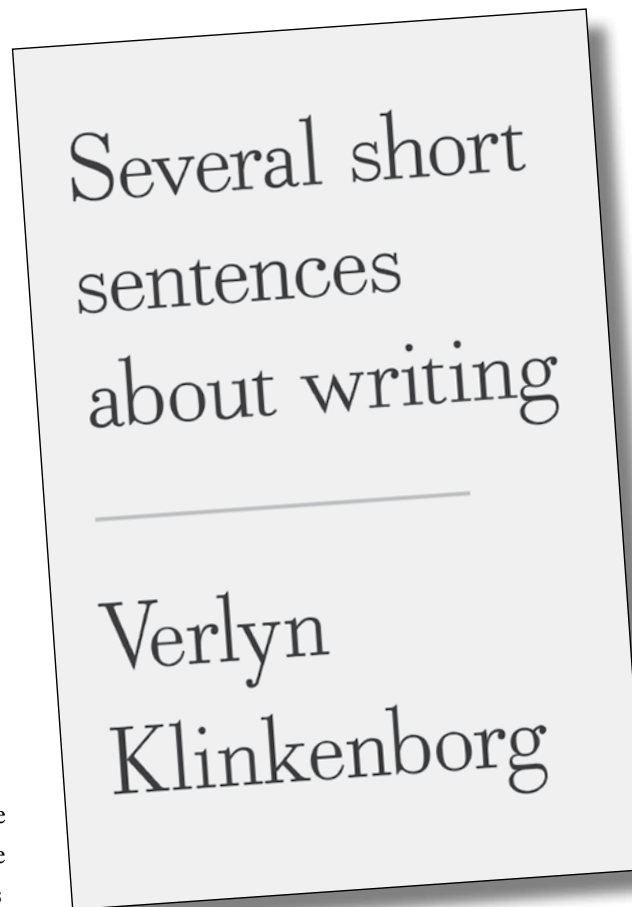 Several short
sentences
about writing
Verlyn
Klinkenborg